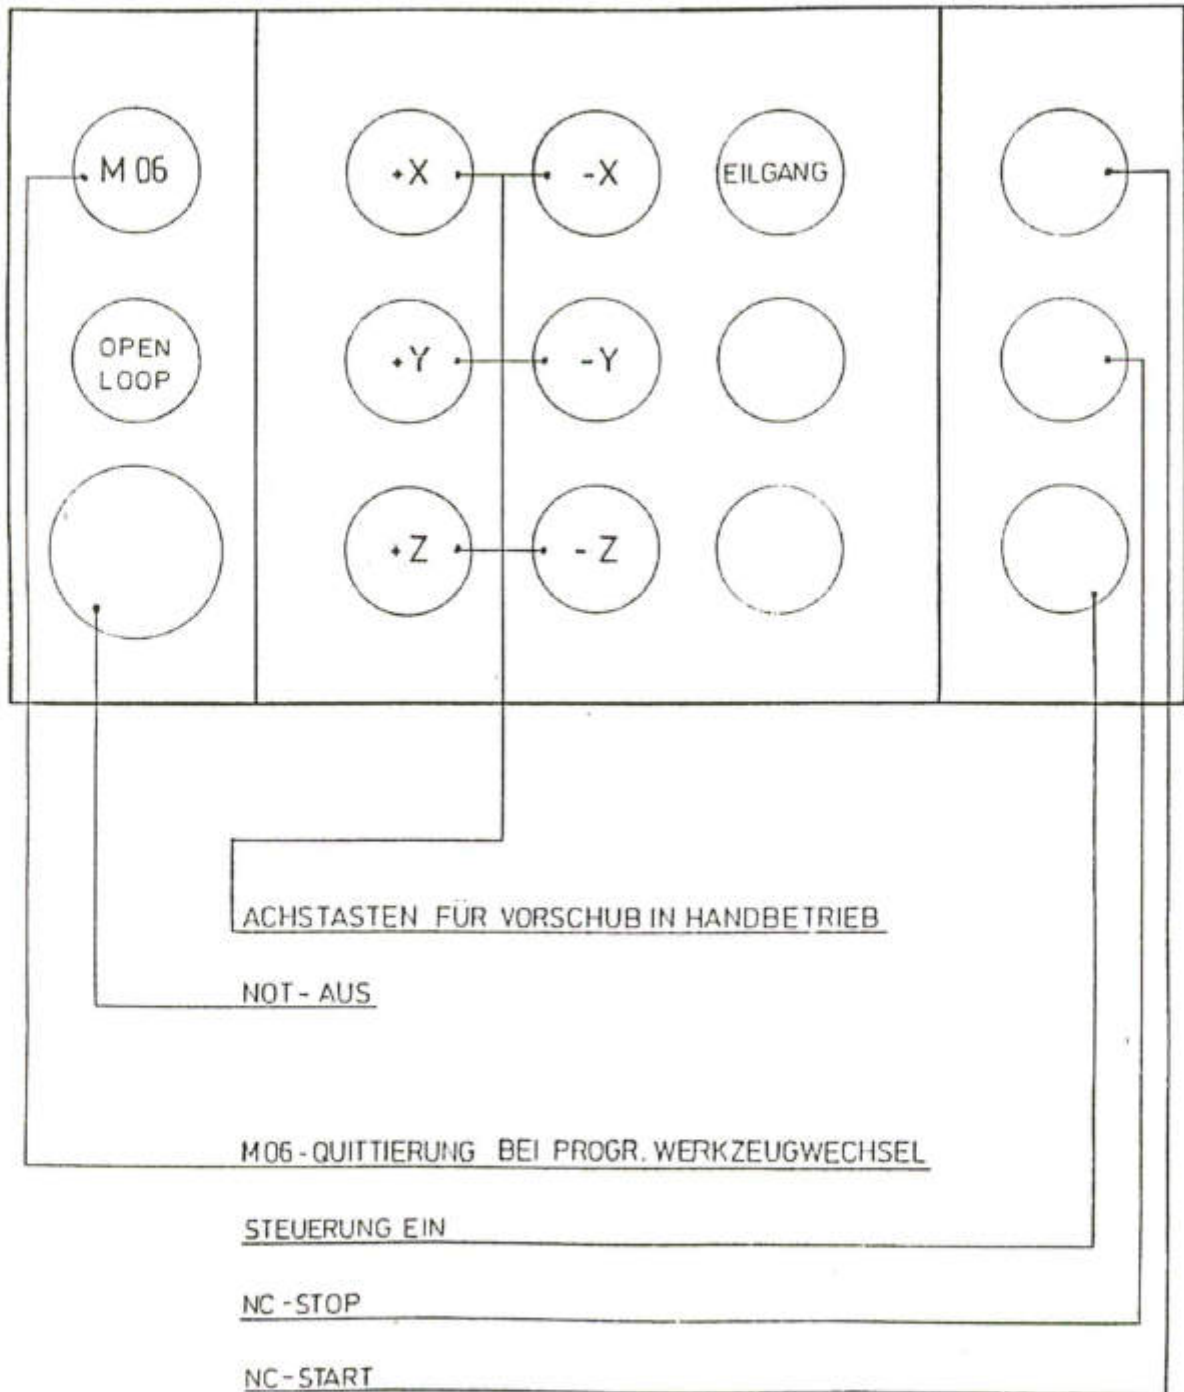 M 06
+X
-X
EILGANG
OPEN
LOOP
+Y
-Y
+Z
-Z
ACHSTASTEN FÜR VORSCHUB IN HANDBETRIEB
NOT-AUS
M06-QUITTIERUNG BEI PROGR. WERKZEUGWECHSEL
STEUERUNG EIN
NC-STOP
NC-START